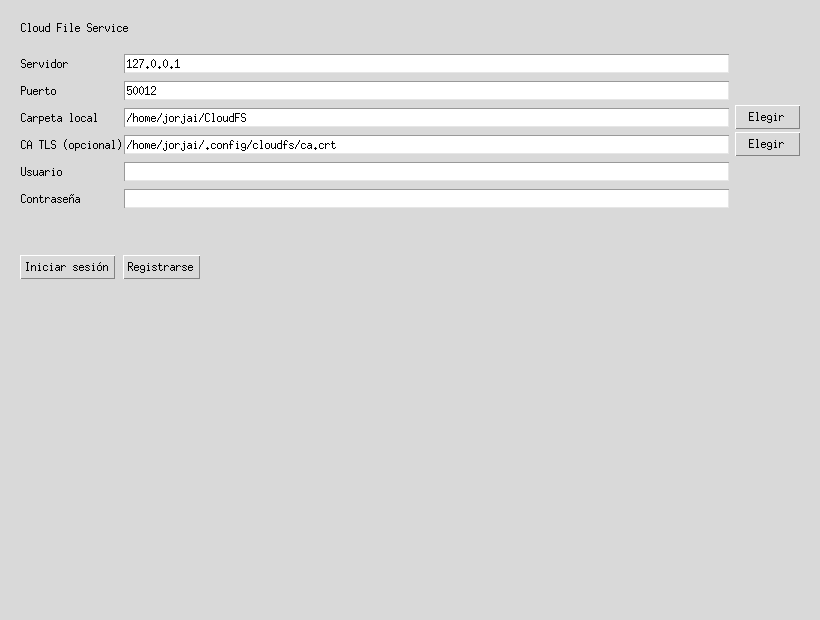 Cloud File Service
Servidor 127.0.0.1
Puerto 50012
Carpeta local /home/jorjai/CloudFS Elegir
CA TLS (opcional) /home/jorjai/.config/cloudfs/ca.crt Elegir
Usuario
Contraseña
Iniciar sesión Registrarse